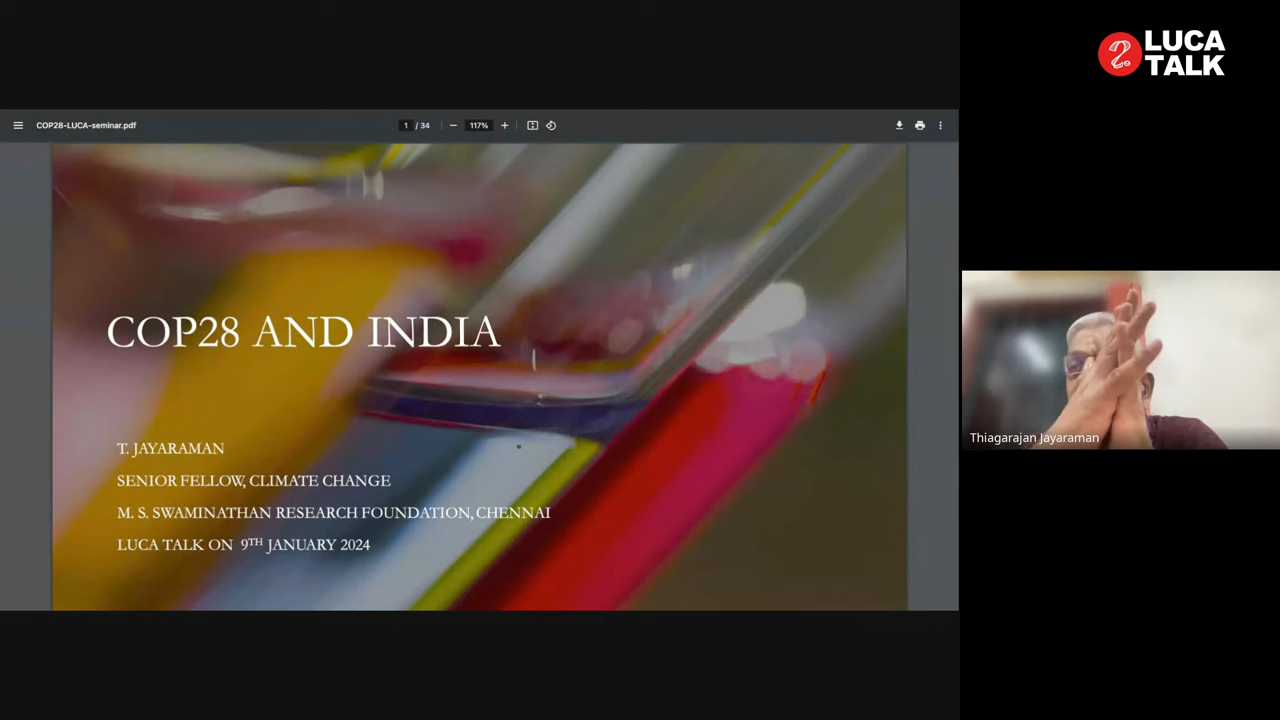 LUCA
TALK
COP28-LUCA-seminar.pdf
1 / 34
117%
COP28 AND INDIA
T. JAYARAMAN
SENIOR FELLOW, CLIMATE CHANGE
M. S. SWAMINATHAN RESEARCH FOUNDATION, CHENNAI
LUCA TALK ON 9TH JANUARY 2024
Thiagarajan Jayaraman